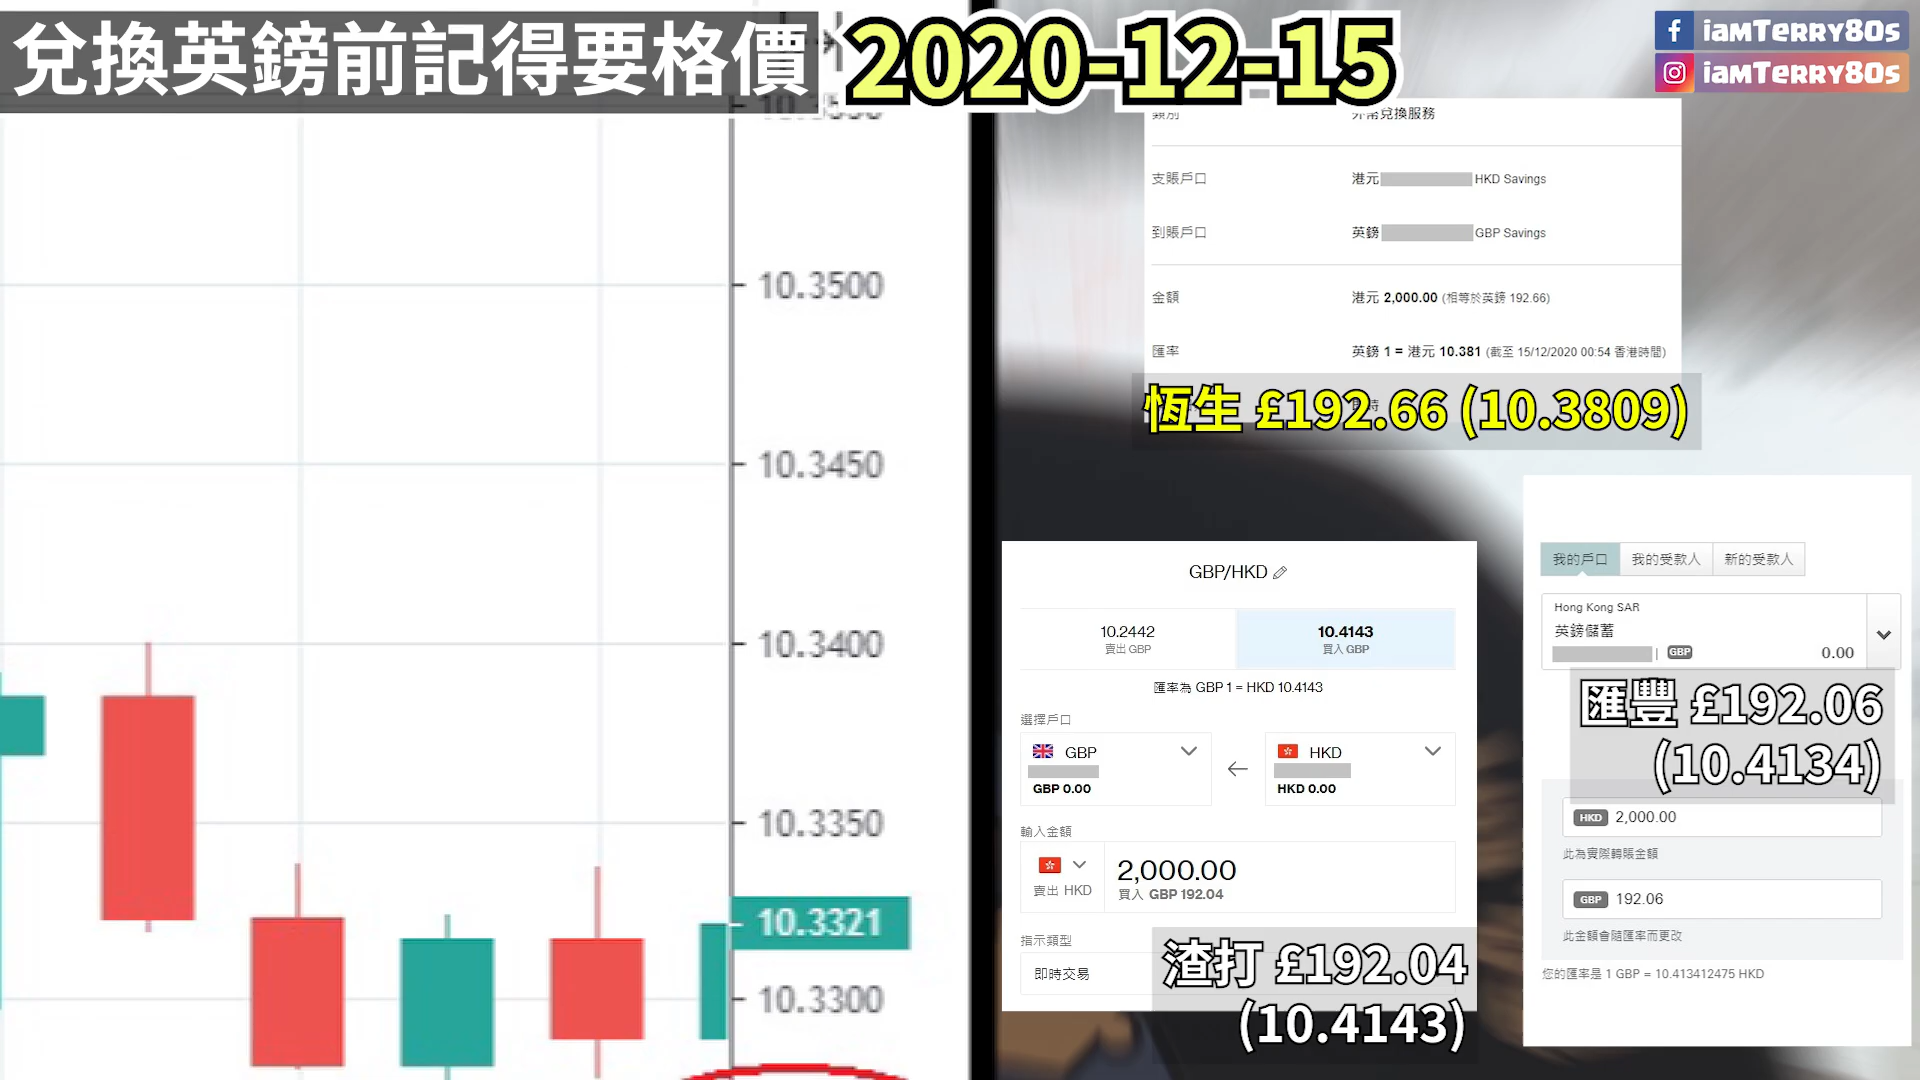 兌換英鎊前記得要格價
2020-12-15
iamTerry80s
iamTerry80s
類別 外幣兌換服務
支賬戶口 港元 HKD Savings
到賬戶口 英鎊 GBP Savings
金額 港元 2,000.00 (相等於英鎊 192.66)
匯率 英鎊 1 = 港元 10.381 (截至 15/12/2020 00:54 香港時間)
恆生 £192.66 (10.3809)
10.3500
10.3450
10.3400
10.3350
10.3321
10.3300
GBP/HKD
10.2442 10.4143
賣出 GBP 買入 GBP
匯率為 GBP 1 = HKD 10.4143
選擇戶口
GBP HKD
GBP 0.00 HKD 0.00
輸入金額
2,000.00
賣出 HKD 買入 GBP 192.04
指示類型
即時交易
渣打 £192.04
(10.4143)
我的戶口 我的受款人 新的受款人
Hong Kong SAR
英鎊儲蓄
| GBP 0.00
匯豐 £192.06
(10.4134)
HKD 2,000.00
此為實際轉賬金額
GBP 192.06
此金額會隨匯率而更改
您的匯率是 1 GBP = 10.413412475 HKD